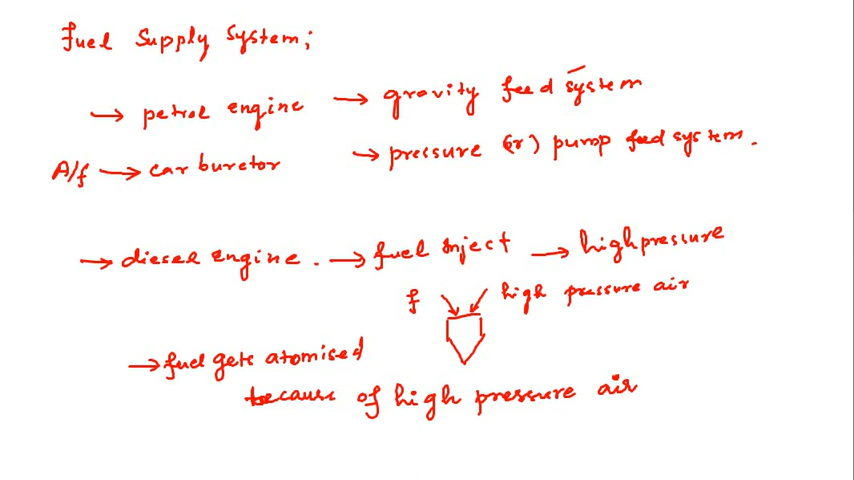 Fuel Supply System;
→ petrol engine → gravity feed system
A/f → carburetor → pressure (or) pump feed system.
→ diesel engine. → fuel inject → high pressure
f high pressure air
→ fuel gets atomised
because of high pressure air